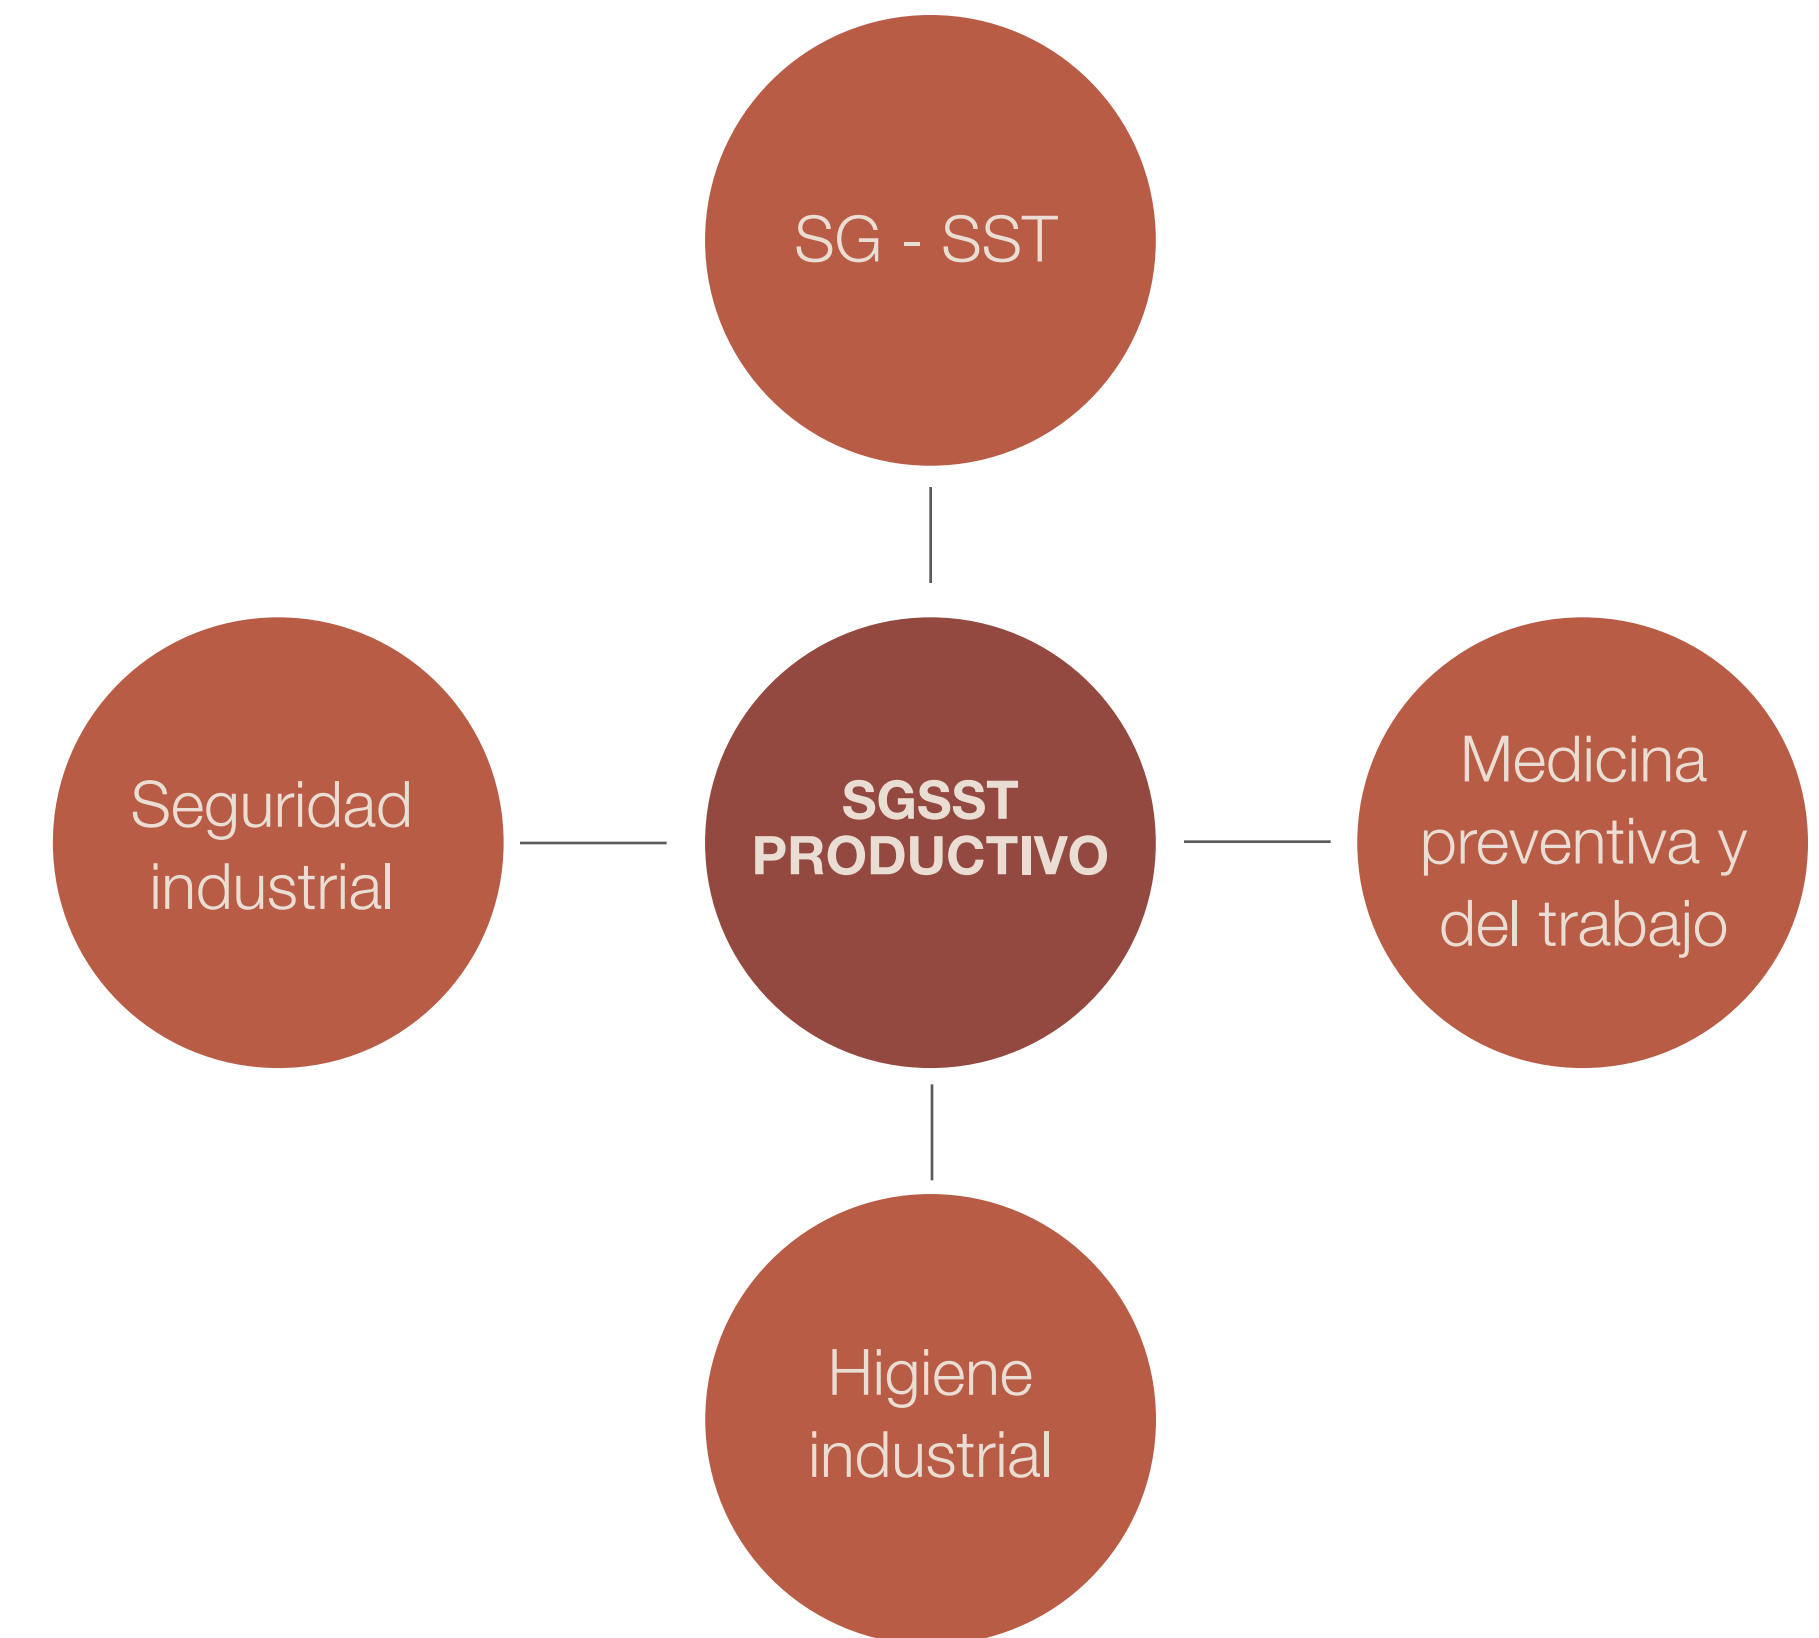 SG - SST
Seguridad
industrial
SGSST
PRODUCTIVO
Medicina
preventiva y
del trabajo
Higiene
industrial